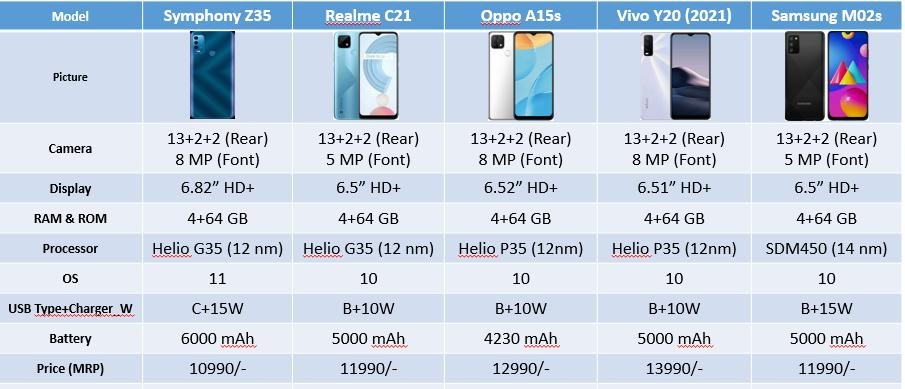 Model Symphony Z35 Realme C21 Oppo A15s Vivo Y20 (2021) Samsung M02s
Picture
Camera 13+2+2 (Rear) 8 MP (Font) 13+2+2 (Rear) 5 MP (Font) 13+2+2 (Rear) 8 MP (Font) 13+2+2 (Rear) 8 MP (Font) 13+2+2 (Rear) 5 MP (Font)
Display 6.82” HD+ 6.5” HD+ 6.52” HD+ 6.51” HD+ 6.5” HD+
RAM & ROM 4+64 GB 4+64 GB 4+64 GB 4+64 GB 4+64 GB
Processor Helio G35 (12 nm) Helio G35 (12 nm) Helio P35 (12nm) Helio P35 (12nm) SDM450 (14 nm)
OS 11 10 10 10 10
USB Type+Charger_W C+15W B+10W B+10W B+10W B+15W
Battery 6000 mAh 5000 mAh 4230 mAh 5000 mAh 5000 mAh
Price (MRP) 10990/- 11990/- 12990/- 13990/- 11990/-